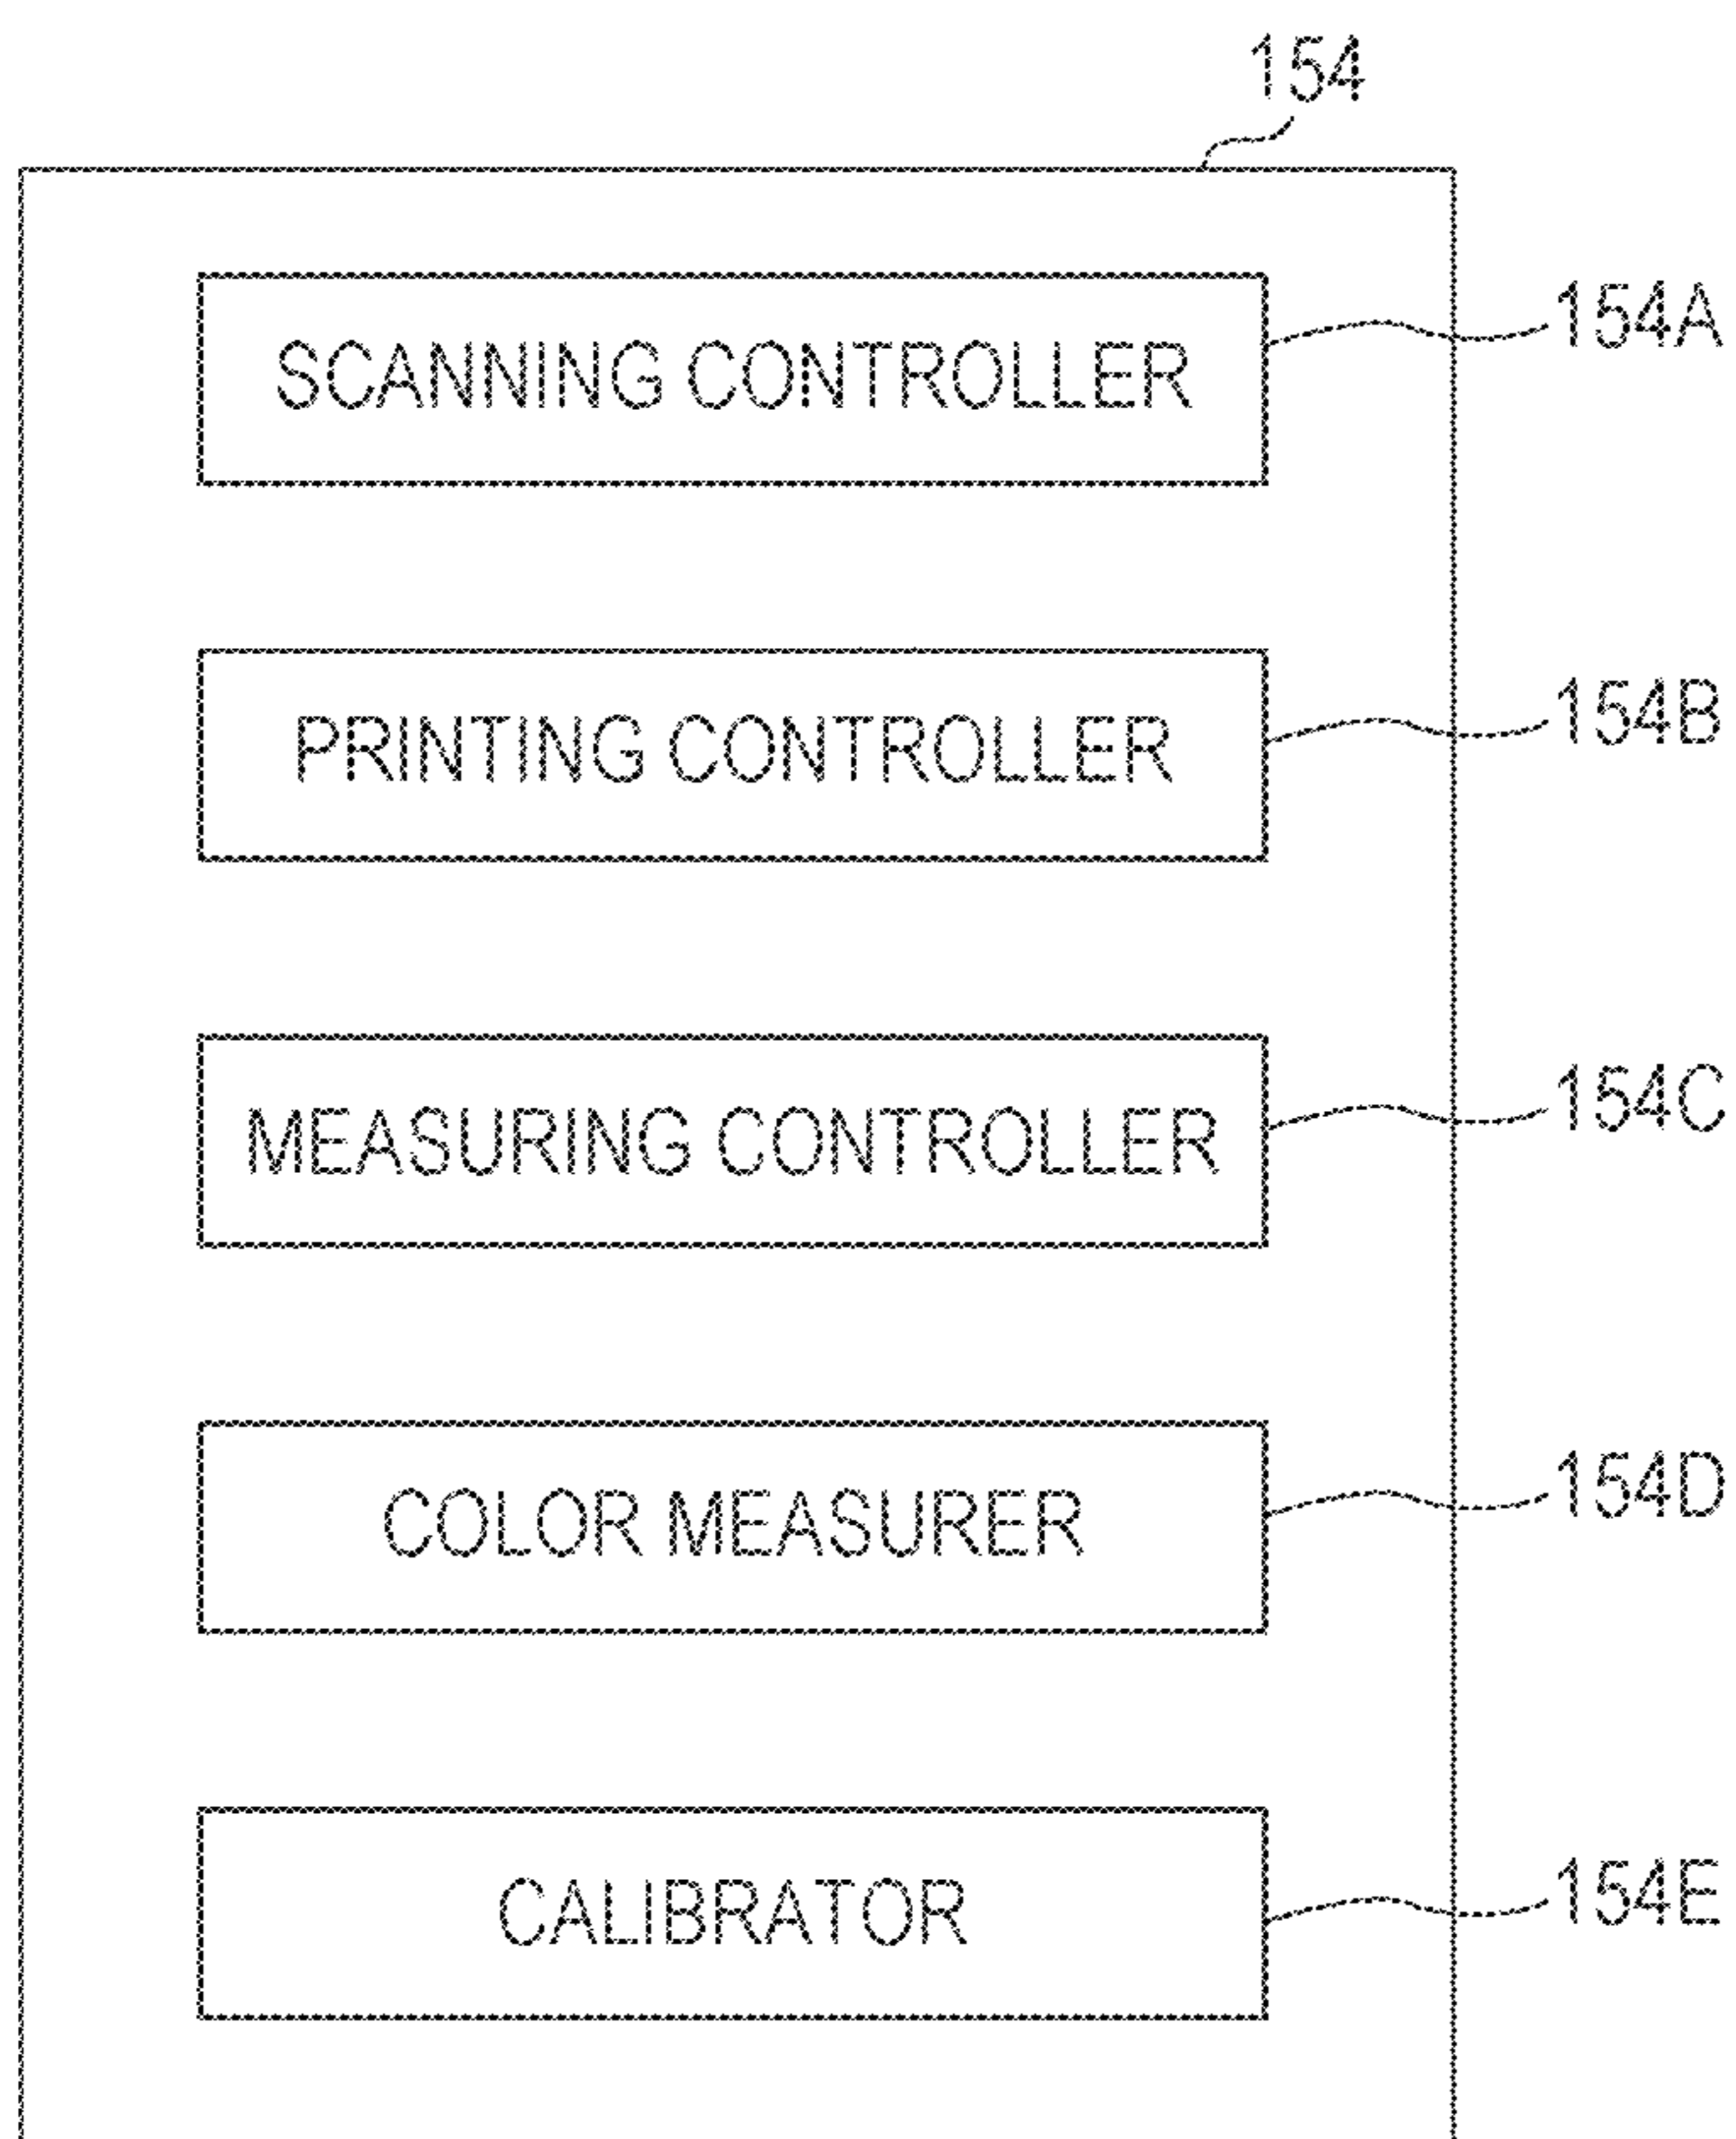 154
SCANNING CONTROLLER
154A
PRINTING CONTROLLER
154B
MEASURING CONTROLLER
154C
COLOR MEASURER
154D
CALIBRATOR
154E